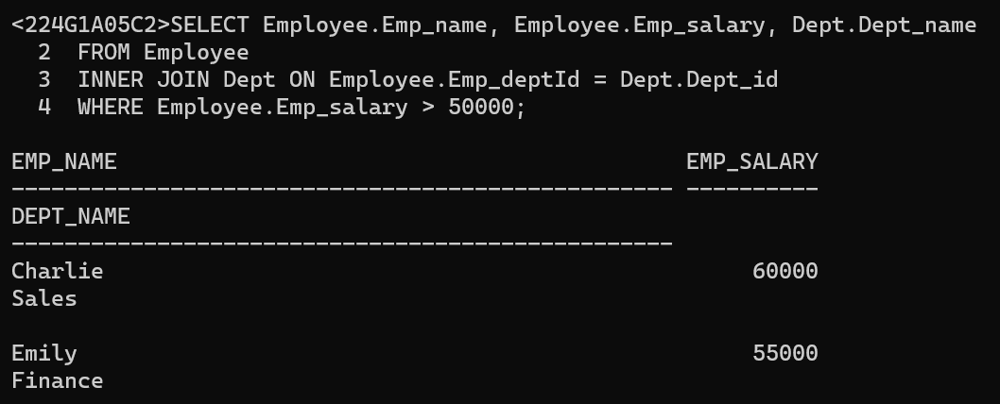 <224G1A05C2>SELECT Employee.Emp_name, Employee.Emp_salary, Dept.Dept_name
  2  FROM Employee
  3  INNER JOIN Dept ON Employee.Emp_deptId = Dept.Dept_id
  4  WHERE Employee.Emp_salary > 50000;

EMP_NAME                                           EMP_SALARY
-------------------------------------------------- ----------
DEPT_NAME
--------------------------------------------------
Charlie                                                 60000
Sales

Emily                                                   55000
Finance